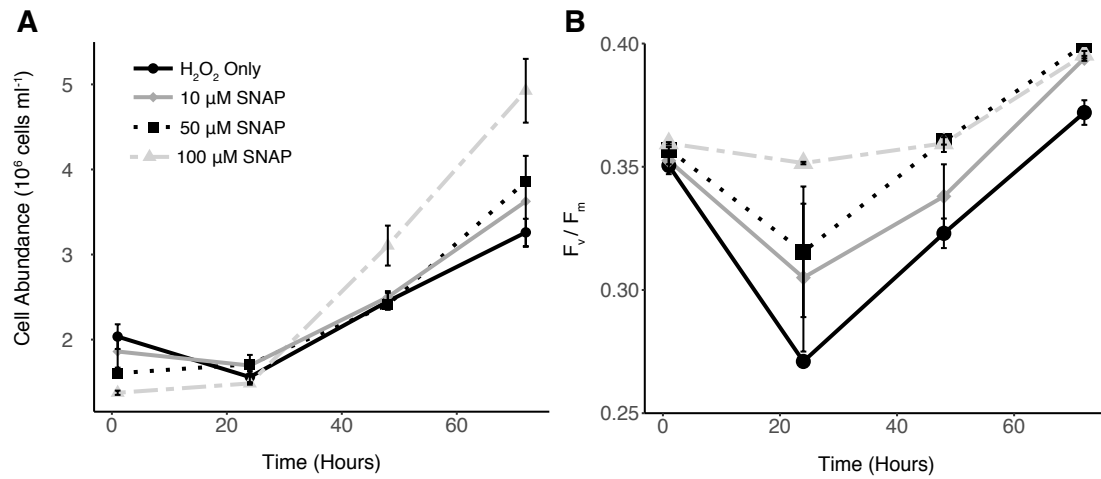 A
Cell Abundance (10⁶ cells ml⁻¹)
5
4
3
2
H₂O₂ Only
10 µM SNAP
50 µM SNAP
100 µM SNAP
0 20 40 60
Time (Hours)
B
Fᵥ / Fₘ
0.40
0.35
0.30
0.25
0 20 40 60
Time (Hours)